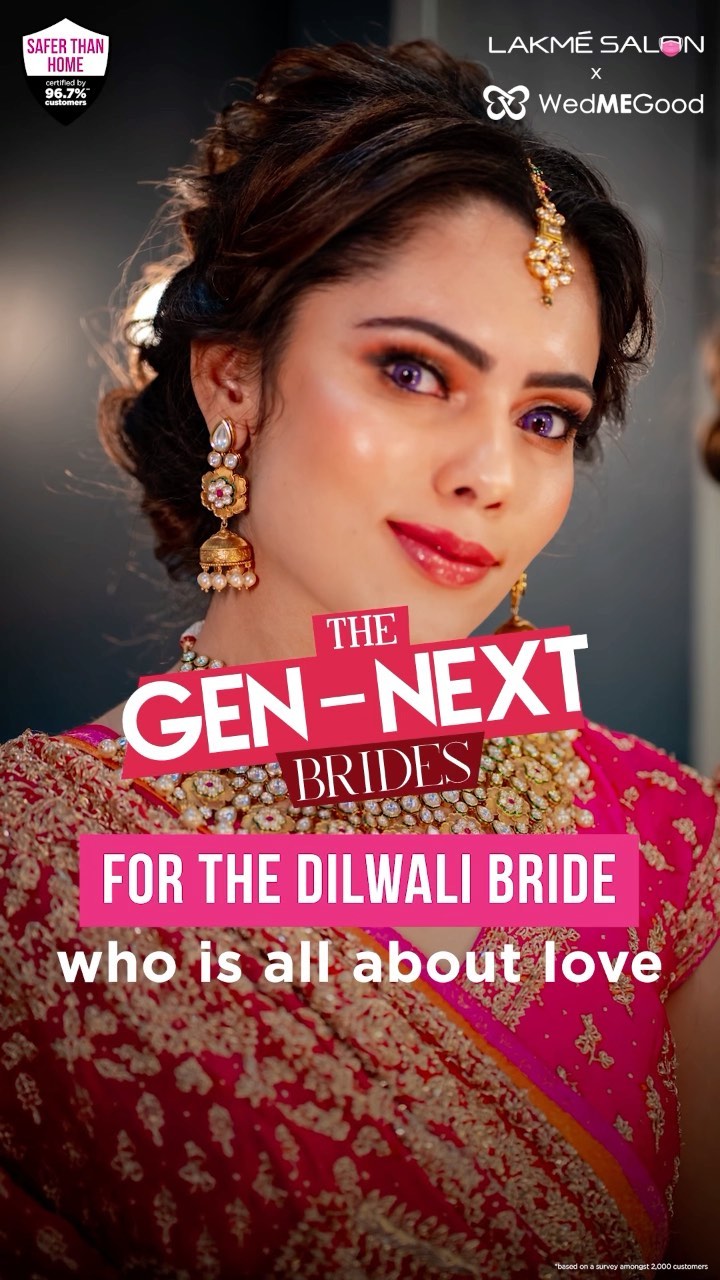 SAFER THAN
HOME
certified by
96.7%*
customers
LAKMÉ SALON
x
WedMEGood
THE
GEN-NEXT
BRIDES
FOR THE DILWALI BRIDE
who is all about love
*based on a survey amongst 2,000 customers